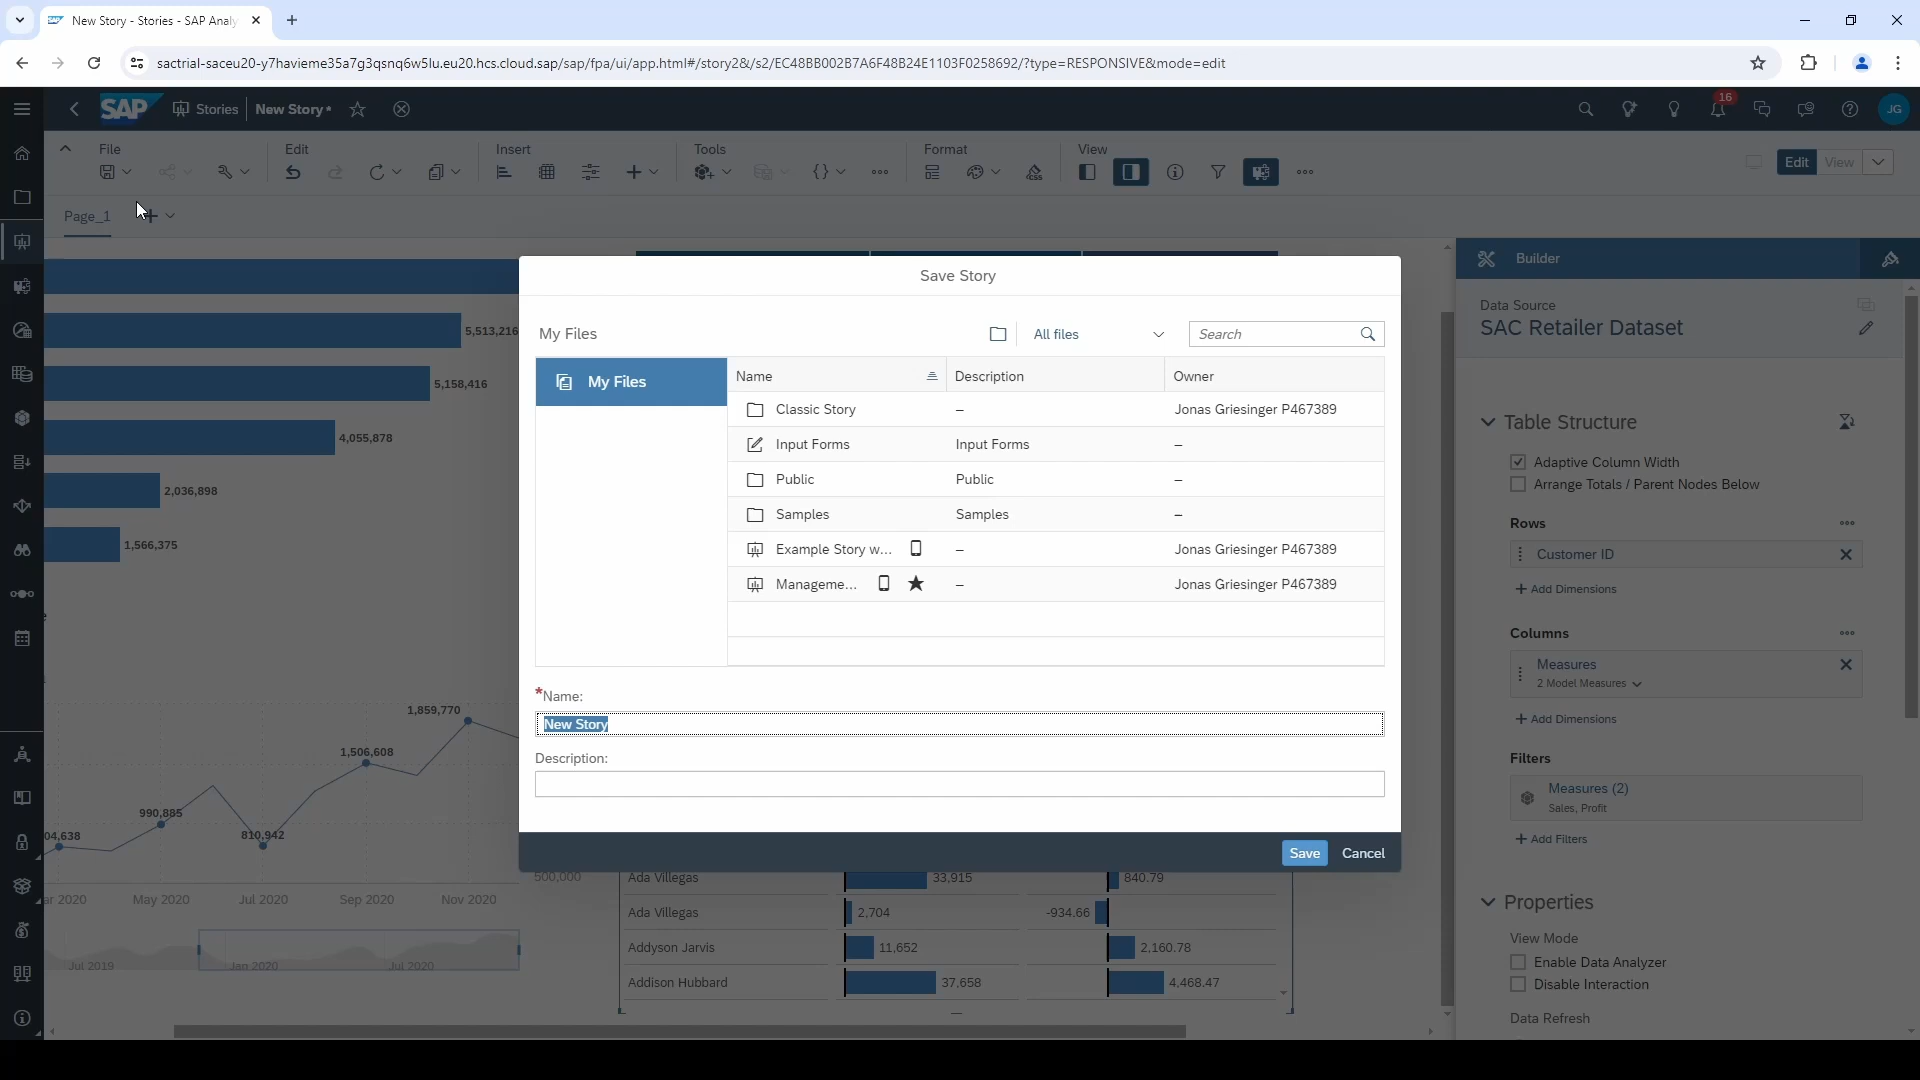 New Story - Stories - SAP Analy
sactrial-saceu20-y7havieme35a7g3qsnq6w5lu.eu20.hcs.cloud.sap/sap/fpa/ui/app.html#/story2&/s2/EC48BB002B7A6F48B24E1103F0258692/?type=RESPONSIVE&mode=edit
SAP Stories New Story* 16 JG
File Edit Insert Tools Format View
Edit View
Page_1
Save Story
My Files All files Search
My Files
Name Description Owner
Classic Story – Jonas Griesinger P467389
Input Forms Input Forms –
Public Public –
Samples Samples –
Example Story w... – Jonas Griesinger P467389
Manageme... – Jonas Griesinger P467389
*Name:
New Story
Description:
Save Cancel
5,513,216
5,158,416
4,055,878
2,036,898
1,566,375
e
1,859,770
1,506,608
990,885
04,638
810,942
ar 2020 May 2020 Jul 2020 Sep 2020 Nov 2020
Jul 2019 Jan 2020 Jul 2020
500,000
Ada Villegas 33,915 840.79
Ada Villegas 2,704 -934.66
Addyson Jarvis 11,652 2,160.78
Addison Hubbard 37,658 4,468.47
Builder
Data Source
SAC Retailer Dataset
Table Structure
Adaptive Column Width
Arrange Totals / Parent Nodes Below
Rows
Customer ID
+ Add Dimensions
Columns
Measures
2 Model Measures
+ Add Dimensions
Filters
Measures (2)
Sales, Profit
+ Add Filters
Properties
View Mode
Enable Data Analyzer
Disable Interaction
Data Refresh